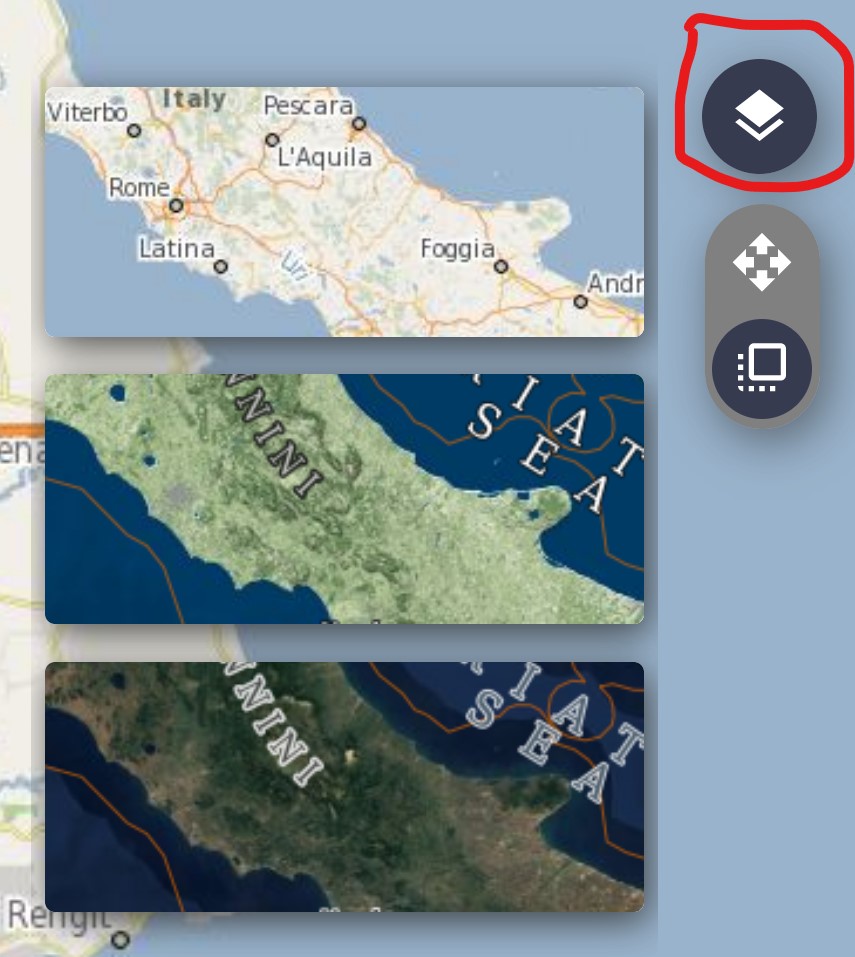 Italy
Pescara
Viterbo
L'Aquila
Rome
Latina
Foggia
Andr
NNINI
I A T
S E A
ena
NNINI
I A T
S E A
Rengit